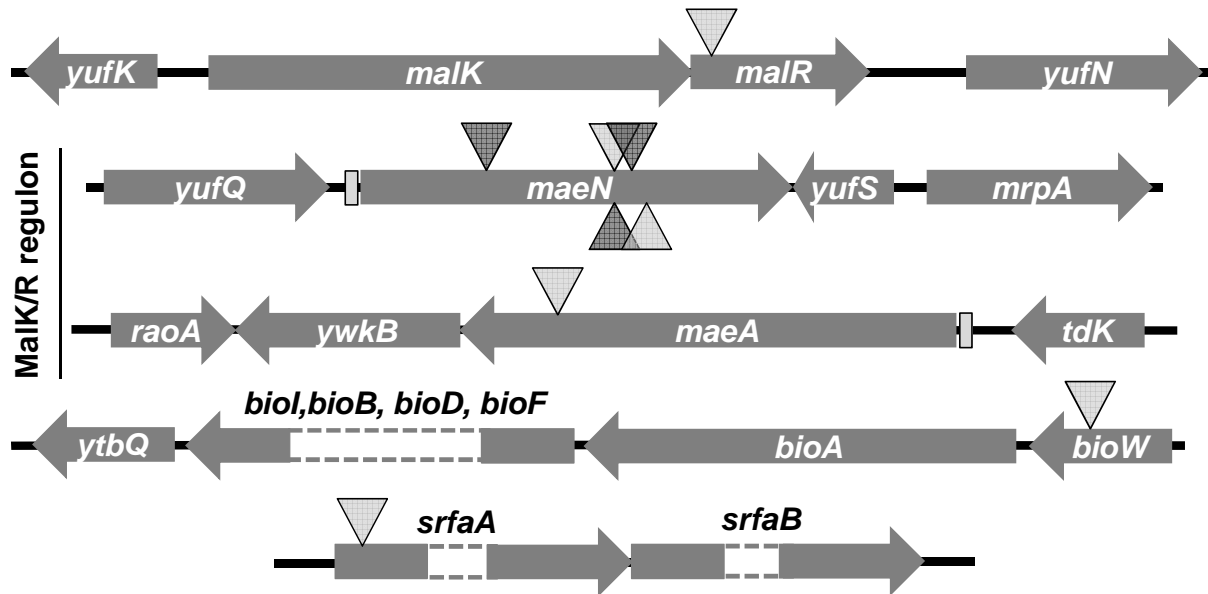 yufK malK malR yufN
MalK/R regulon
yufQ maeN yufS mrpA
raoA ywkB maeA tdK
bioI,bioB, bioD, bioF
ytbQ bioA bioW
srfaA srfaB